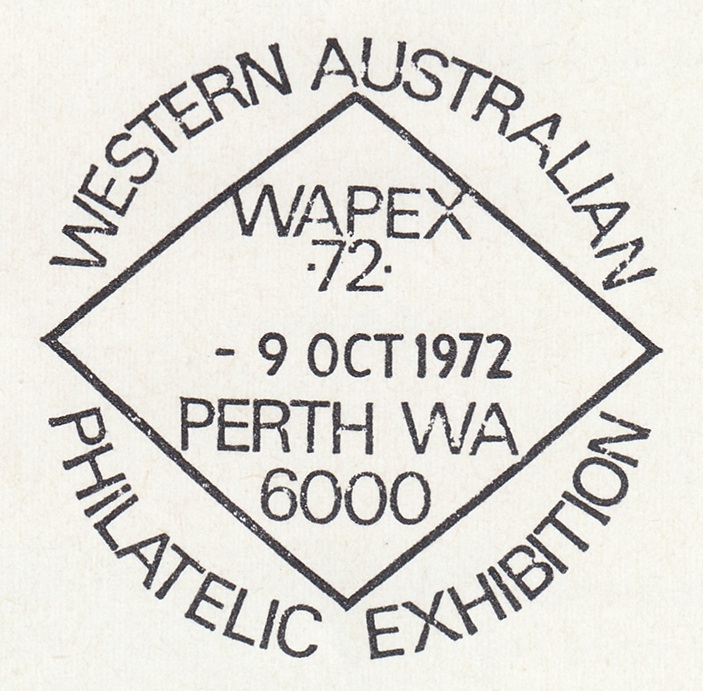 WESTERN AUSTRALIAN
WAPEX
·72·
- 9 OCT 1972
PERTH WA
6000
PHILATELIC EXHIBITION